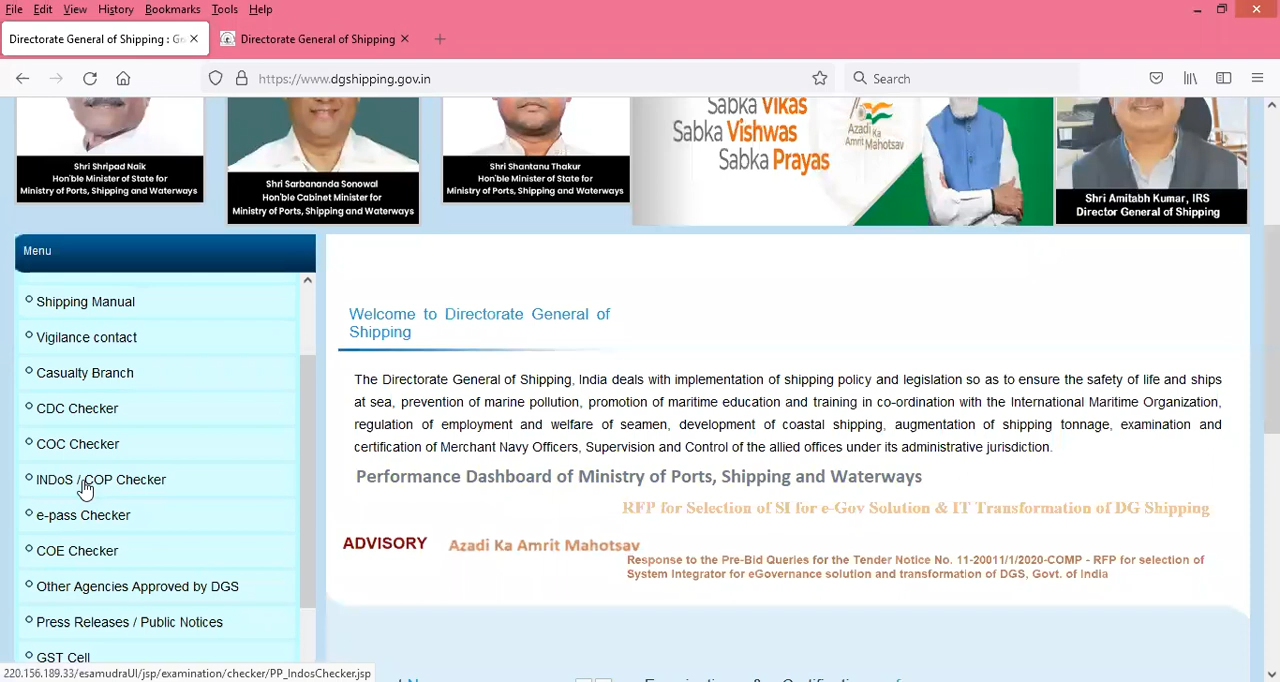 File Edit View History Bookmarks Tools Help
Directorate General of Shipping : G
Directorate General of Shipping
https://www.dgshipping.gov.in
Search
Shri Shripad Naik
Hon'ble Minister of State for
Ministry of Ports, Shipping and Waterways
Shri Sarbananda Sonowal
Hon'ble Cabinet Minister for
Ministry of Ports, Shipping and Waterways
Shri Shantanu Thakur
Hon'ble Minister of State for
Ministry of Ports, Shipping and Waterways
Sabka Vikas
Sabka Vishwas
Sabka Prayas
Azadi Ka
Amrit Mahotsav
Shri Amitabh Kumar, IRS
Director General of Shipping
Menu
Shipping Manual
Vigilance contact
Casualty Branch
CDC Checker
COC Checker
INDoS / COP Checker
e-pass Checker
COE Checker
Other Agencies Approved by DGS
Press Releases / Public Notices
GST Cell
Welcome to Directorate General of
Shipping
The Directorate General of Shipping, India deals with implementation of shipping policy and legislation so as to ensure the safety of life and ships
at sea, prevention of marine pollution, promotion of maritime education and training in co-ordination with the International Maritime Organization,
regulation of employment and welfare of seamen, development of coastal shipping, augmentation of shipping tonnage, examination and
certification of Merchant Navy Officers, Supervision and Control of the allied offices under its administrative jurisdiction.
Performance Dashboard of Ministry of Ports, Shipping and Waterways
RFP for Selection of SI for e-Gov Solution & IT Transformation of DG Shipping
ADVISORY
Azadi Ka Amrit Mahotsav
Response to the Pre-Bid Queries for the Tender Notice No. 11-20011/1/2020-COMP - RFP for selection of
System Integrator for eGovernance solution and transformation of DGS, Govt. of India
220.156.189.33/esamudraUI/jsp/examination/checker/PP_IndosChecker.jsp